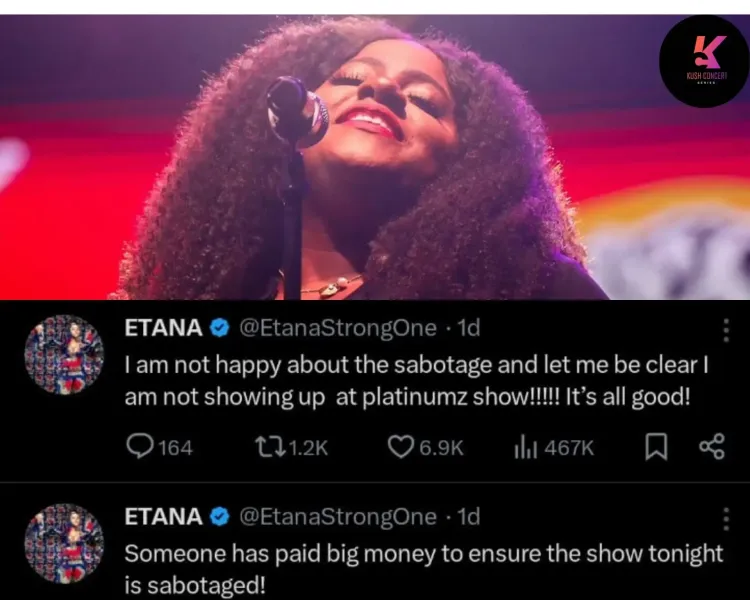 KUSH CONCERT
SERIES
ETANA @EtanaStrongOne · 1d
I am not happy about the sabotage and let me be clear I
am not showing up at platinumz show!!!!! It’s all good!
164 1.2K 6.9K 467K
ETANA @EtanaStrongOne · 1d
Someone has paid big money to ensure the show tonight
is sabotaged!